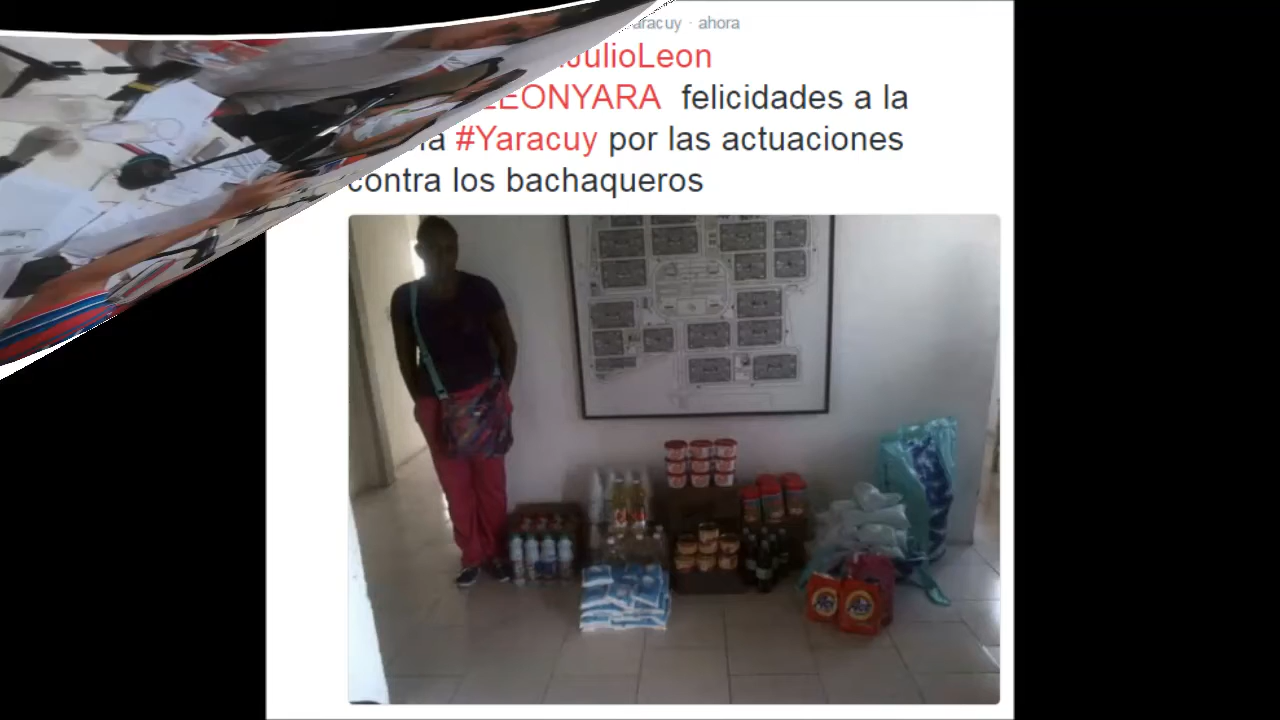 aracuy · ahora
JulioLeon
LEONYARA felicidades a la
#Yaracuy por las actuaciones
contra los bachaqueros